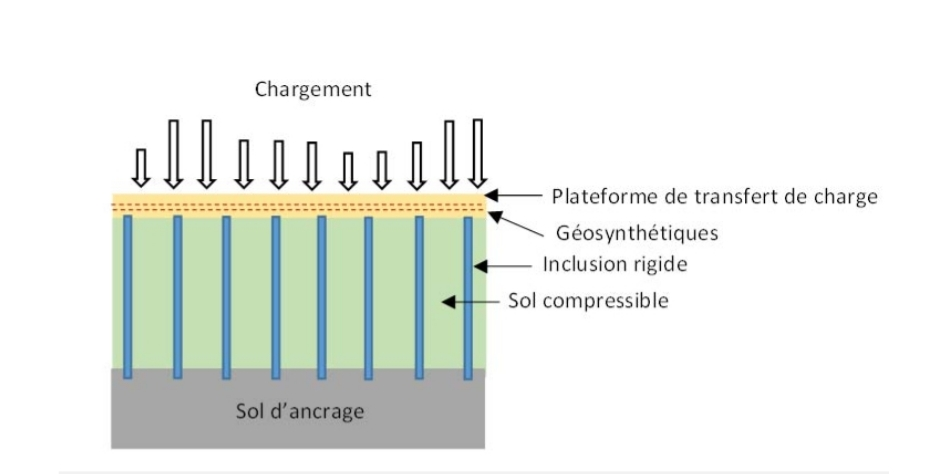 Chargement
Plateforme de transfert de charge
Géosynthétiques
Inclusion rigide
Sol compressible
Sol d'ancrage